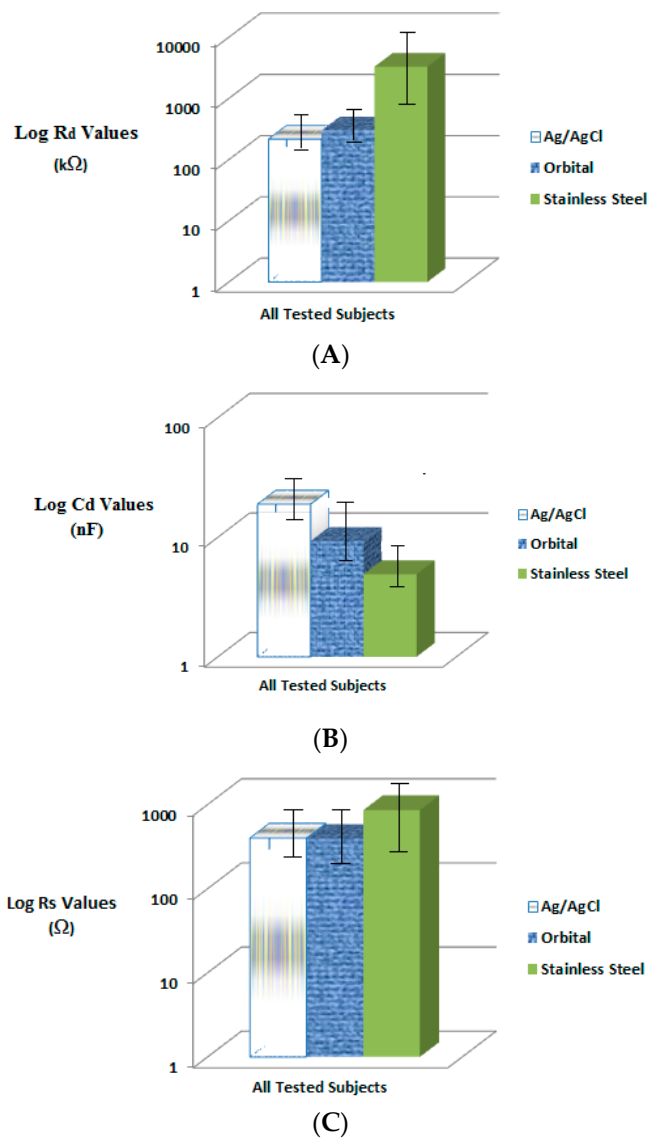 10000
1000
100
10
1
Log Rd Values
(kΩ)
All Tested Subjects
Ag/AgCl
Orbital
Stainless Steel
(A)
100
10
1
Log Cd Values
(nF)
All Tested Subjects
Ag/AgCl
Orbital
Stainless Steel
(B)
1000
100
10
1
Log Rs Values
(Ω)
All Tested Subjects
Ag/AgCl
Orbital
Stainless Steel
(C)